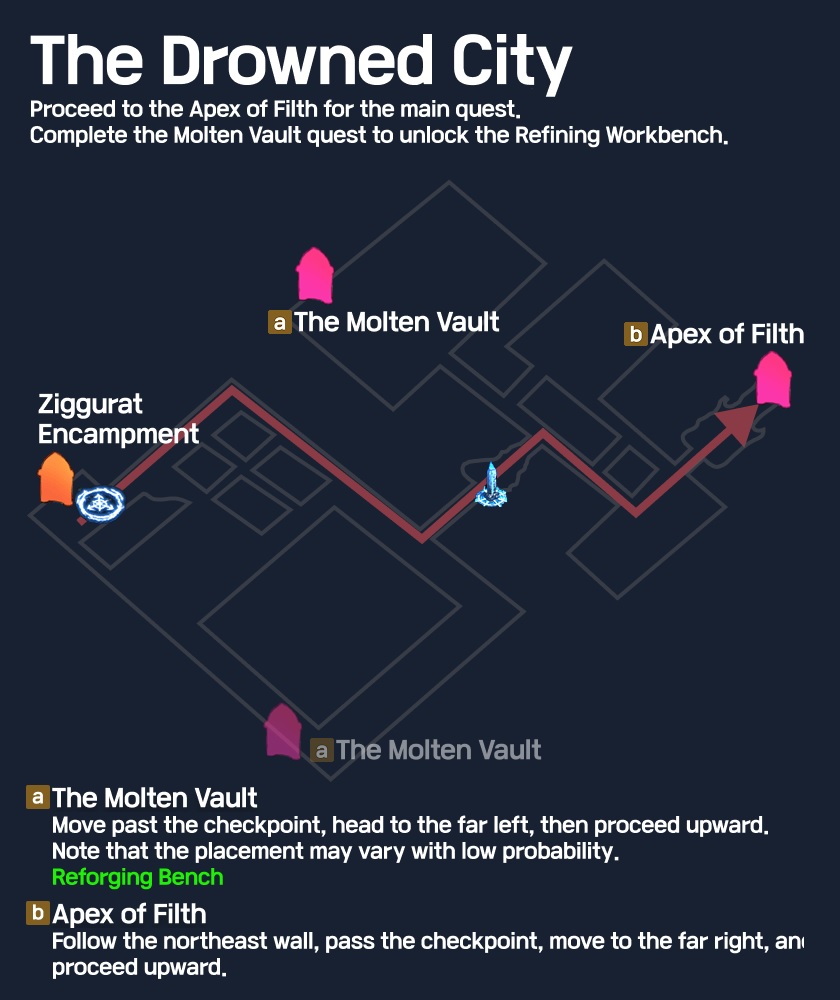 The Drowned City
Proceed to the Apex of Filth for the main quest.
Complete the Molten Vault quest to unlock the Refining Workbench.
a The Molten Vault
b Apex of Filth
Ziggurat
Encampment
a The Molten Vault
a The Molten Vault
Move past the checkpoint, head to the far left, then proceed upward.
Note that the placement may vary with low probability.
Reforging Bench
b Apex of Filth
Follow the northeast wall, pass the checkpoint, move to the far right, and
proceed upward.